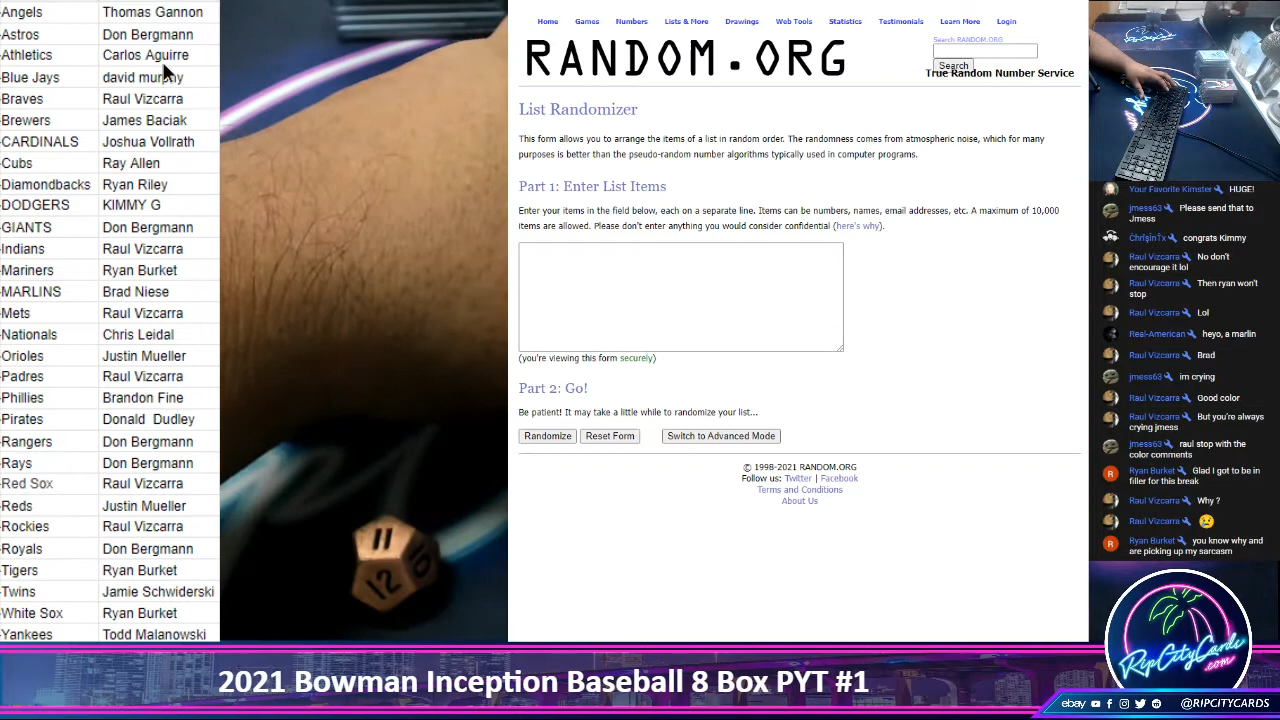 -Angels Thomas Gannon
-Astros Don Bergmann
-Athletics Carlos Aguirre
-Blue Jays david murphy
-Braves Raul Vizcarra
-Brewers James Baciak
-CARDINALS Joshua Vollrath
-Cubs Ray Allen
-Diamondbacks Ryan Riley
-DODGERS KIMMY G
-GIANTS Don Bergmann
-Indians Raul Vizcarra
-Mariners Ryan Burket
-MARLINS Brad Niese
-Mets Raul Vizcarra
-Nationals Chris Leidal
-Orioles Justin Mueller
-Padres Raul Vizcarra
-Phillies Brandon Fine
-Pirates Donald Dudley
-Rangers Don Bergmann
-Rays Don Bergmann
-Red Sox Raul Vizcarra
-Reds Justin Mueller
-Rockies Raul Vizcarra
-Royals Don Bergmann
-Tigers Ryan Burket
-Twins Jamie Schwiderski
-White Sox Ryan Burket
-Yankees Todd Malanowski
11
12
Home Games Numbers Lists & More Drawings Web Tools Statistics Testimonials Learn More Login
RANDOM.ORG
Search RANDOM.ORG
Search
True Random Number Service
List Randomizer
This form allows you to arrange the items of a list in random order. The randomness comes from atmospheric noise, which for many
purposes is better than the pseudo-random number algorithms typically used in computer programs.
Part 1: Enter List Items
Enter your items in the field below, each on a separate line. Items can be numbers, names, email addresses, etc. A maximum of 10,000
items are allowed. Please don't enter anything you would consider confidential (here's why).
(you're viewing this form securely)
Part 2: Go!
Be patient! It may take a little while to randomize your list...
Randomize Reset Form Switch to Advanced Mode
© 1998-2021 RANDOM.ORG
Follow us: Twitter | Facebook
Terms and Conditions
About Us
Your Favorite Kimster HUGE!
jmess63 Please send that to
Jmess
congrats Kimmy
Raul Vizcarra No don't
encourage it lol
Raul Vizcarra Then ryan won't
stop
Raul Vizcarra Lol
Real-American heyo, a marlin
Raul Vizcarra Brad
jmess63 im crying
Raul Vizcarra Good color
Raul Vizcarra But you're always
crying jmess
jmess63 raul stop with the
color comments
R Ryan Burket Glad I got to be in
filler for this break
Raul Vizcarra Why ?
Raul Vizcarra 😢
R Ryan Burket you know why and
are picking up my sarcasm
RipCityCards
.com
2021 Bowman Inception Baseball 8 Box PYT #1
ebay @RIPCITYCARDS